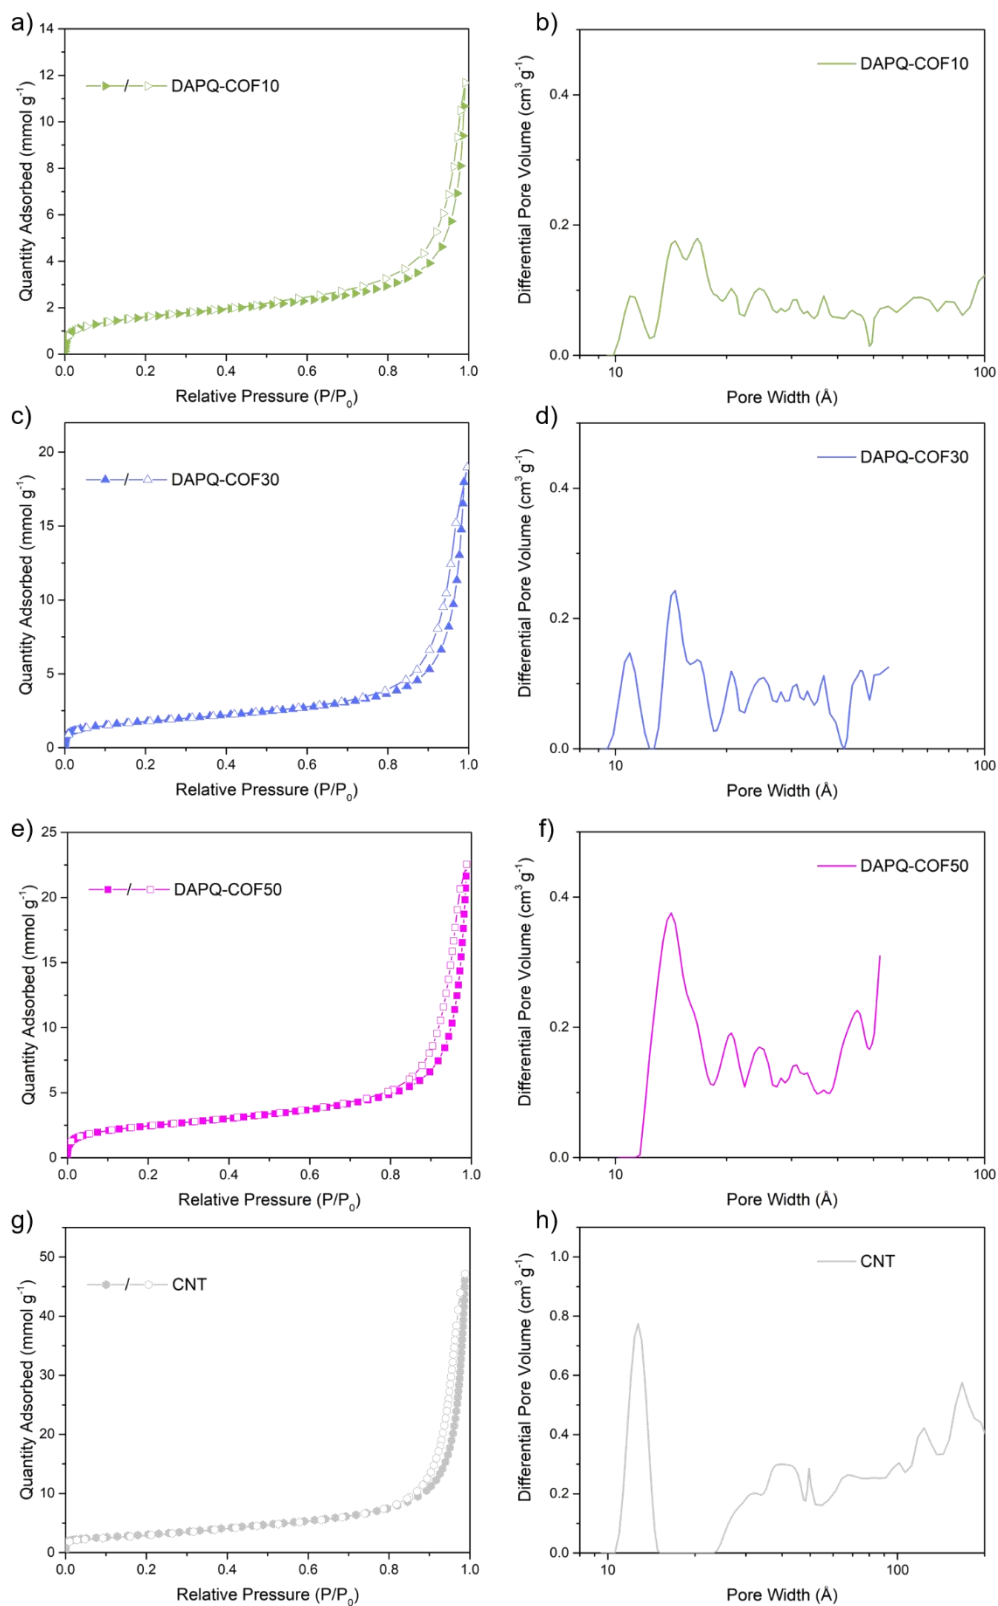 a)
14
12
10
8
6
4
2
0
Quantity Adsorbed (mmol g⁻¹)
/ DAPQ-COF10
0.0 0.2 0.4 0.6 0.8 1.0
Relative Pressure (P/P₀)
b)
0.4
0.2
0.0
Differential Pore Volume (cm³ g⁻¹)
DAPQ-COF10
10 100
Pore Width (Å)
c)
20
15
10
5
0
Quantity Adsorbed (mmol g⁻¹)
/ DAPQ-COF30
0.0 0.2 0.4 0.6 0.8 1.0
Relative Pressure (P/P₀)
d)
0.4
0.2
0.0
Differential Pore Volume (cm³ g⁻¹)
DAPQ-COF30
10 100
Pore Width (Å)
e)
25
20
15
10
5
0
Quantity Adsorbed (mmol g⁻¹)
/ DAPQ-COF50
0.0 0.2 0.4 0.6 0.8 1.0
Relative Pressure (P/P₀)
f)
0.4
0.2
0.0
Differential Pore Volume (cm³ g⁻¹)
DAPQ-COF50
10 100
Pore Width (Å)
g)
50
40
30
20
10
0
Quantity Adsorbed (mmol g⁻¹)
/ CNT
0.0 0.2 0.4 0.6 0.8 1.0
Relative Pressure (P/P₀)
h)
1.0
0.8
0.6
0.4
0.2
0.0
Differential Pore Volume (cm³ g⁻¹)
CNT
10 100
Pore Width (Å)